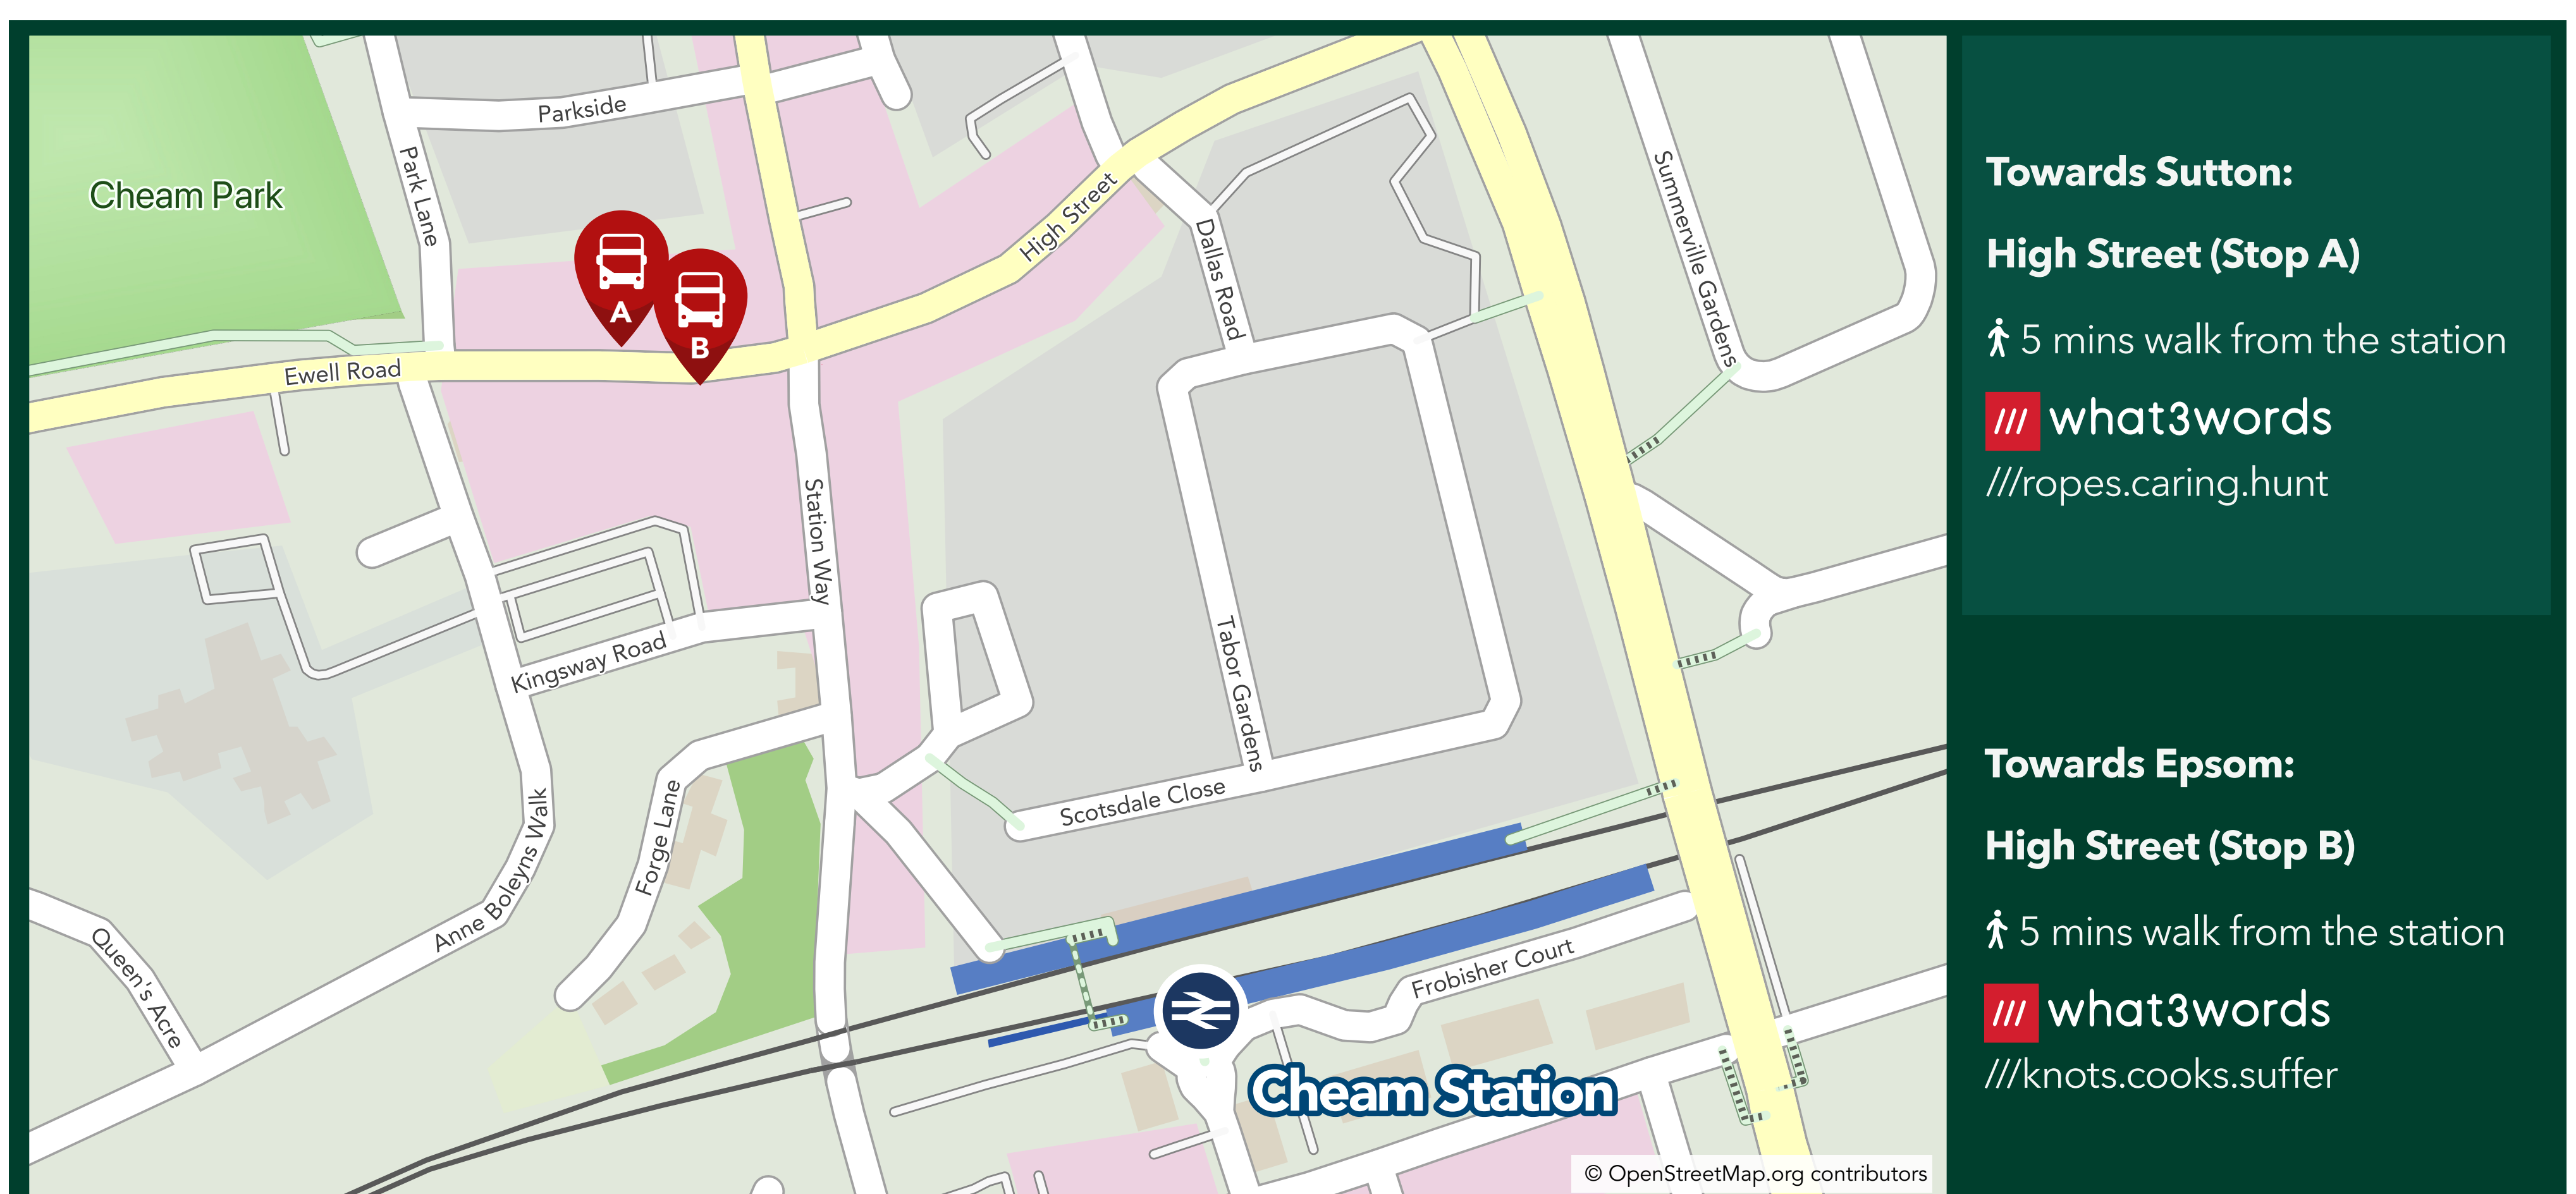 Parkside
Park Lane
Cheam Park
High Street
Dallas Road
Summerville Gardens
A
B
Ewell Road
Station Way
Kingsway Road
Tabor Gardens
Scotsdale Close
Forge Lane
Anne Boleyns Walk
Queen's Acre
Frobisher Court
Cheam Station
© OpenStreetMap.org contributors
Towards Sutton:
High Street (Stop A)
5 mins walk from the station
/// what3words
///ropes.caring.hunt
Towards Epsom:
High Street (Stop B)
5 mins walk from the station
/// what3words
///knots.cooks.suffer